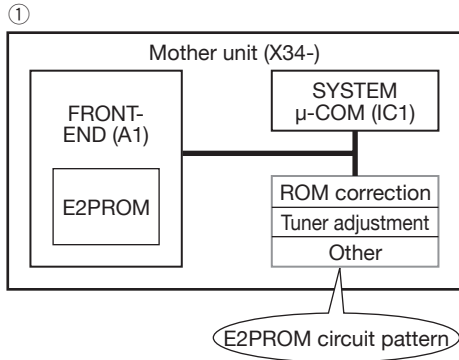 ①
Mother unit (X34-)
FRONT-
END (A1)
E2PROM
SYSTEM
µ-COM (IC1)
ROM correction
Tuner adjustment
Other
E2PROM circuit pattern